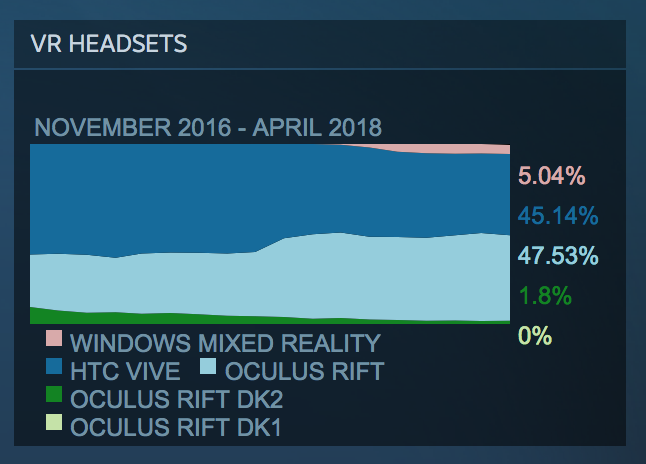 VR HEADSETS
NOVEMBER 2016 - APRIL 2018
5.04%
45.14%
47.53%
1.8%
0%
WINDOWS MIXED REALITY
HTC VIVE OCULUS RIFT
OCULUS RIFT DK2
OCULUS RIFT DK1